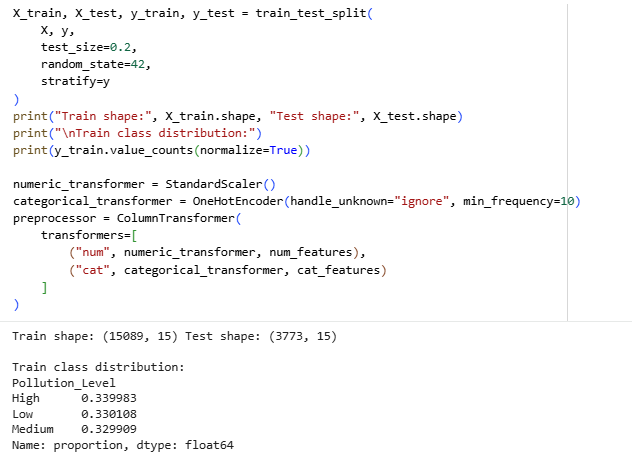 X_train, X_test, y_train, y_test = train_test_split(
    X, y,
    test_size=0.2,
    random_state=42,
    stratify=y
)
print("Train shape:", X_train.shape, "Test shape:", X_test.shape)
print("\nTrain class distribution:")
print(y_train.value_counts(normalize=True))

numeric_transformer = StandardScaler()
categorical_transformer = OneHotEncoder(handle_unknown="ignore", min_frequency=10)
preprocessor = ColumnTransformer(
    transformers=[
        ("num", numeric_transformer, num_features),
        ("cat", categorical_transformer, cat_features)
    ]
)
Train shape: (15089, 15) Test shape: (3773, 15)

Train class distribution:
Pollution_Level
High      0.339983
Low       0.330108
Medium    0.329909
Name: proportion, dtype: float64